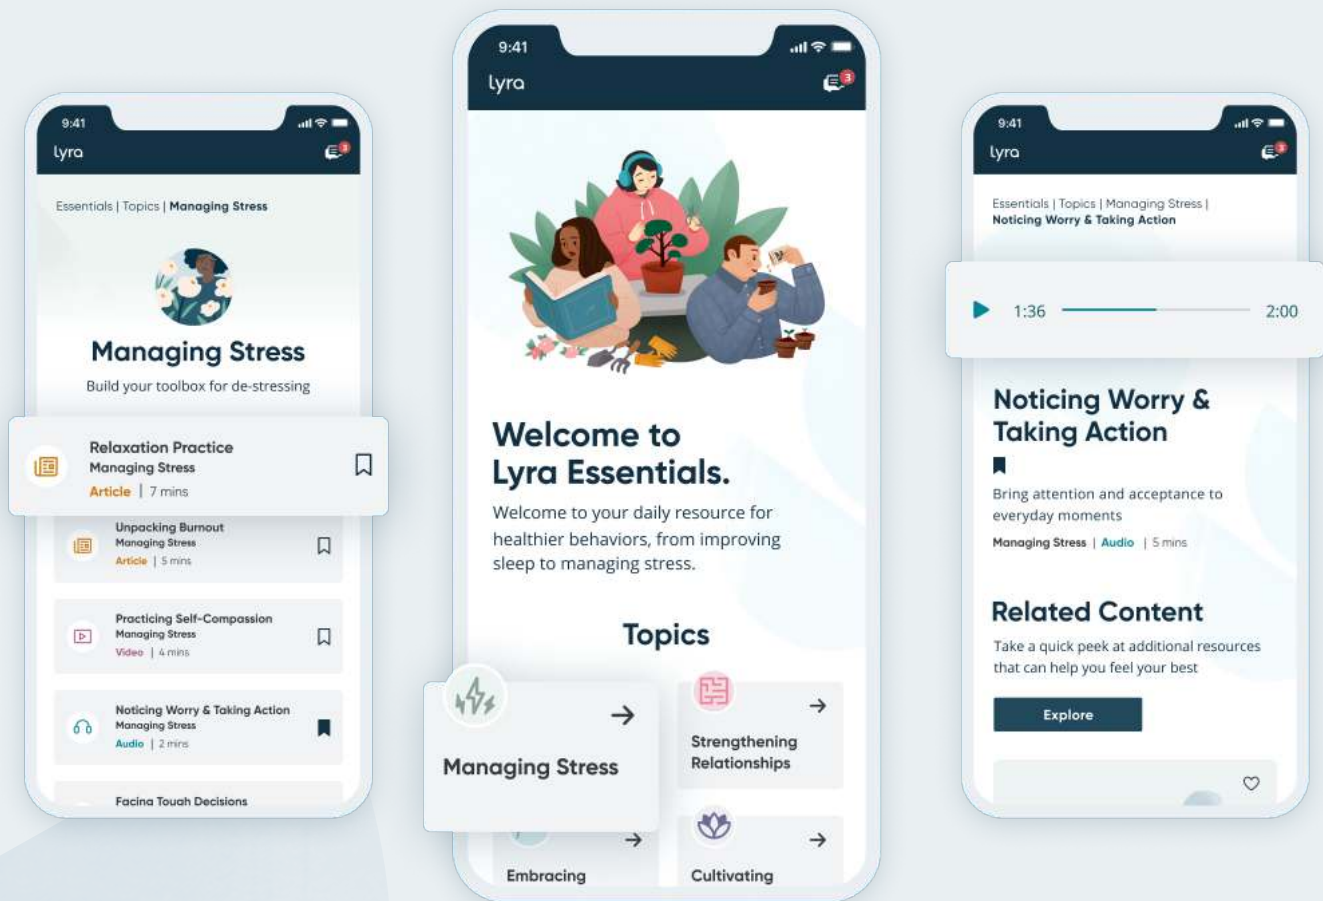 9:41
lyra
3
Essentials | Topics | Managing Stress
Managing Stress
Build your toolbox for de-stressing
Relaxation Practice
Managing Stress
Article | 7 mins
Unpacking Burnout
Managing Stress
Article | 5 mins
Practicing Self-Compassion
Managing Stress
Video | 4 mins
Noticing Worry & Taking Action
Managing Stress
Audio | 2 mins
Facing Tough Decisions
9:41
lyra
3
Welcome to
Lyra Essentials.
Welcome to your daily resource for
healthier behaviors, from improving
sleep to managing stress.
Topics
Managing Stress
Strengthening
Relationships
Embracing
Cultivating
9:41
lyra
3
Essentials | Topics | Managing Stress |
Noticing Worry & Taking Action
1:36 2:00
Noticing Worry &
Taking Action
Bring attention and acceptance to
everyday moments
Managing Stress | Audio | 5 mins
Related Content
Take a quick peek at additional resources
that can help you feel your best
Explore